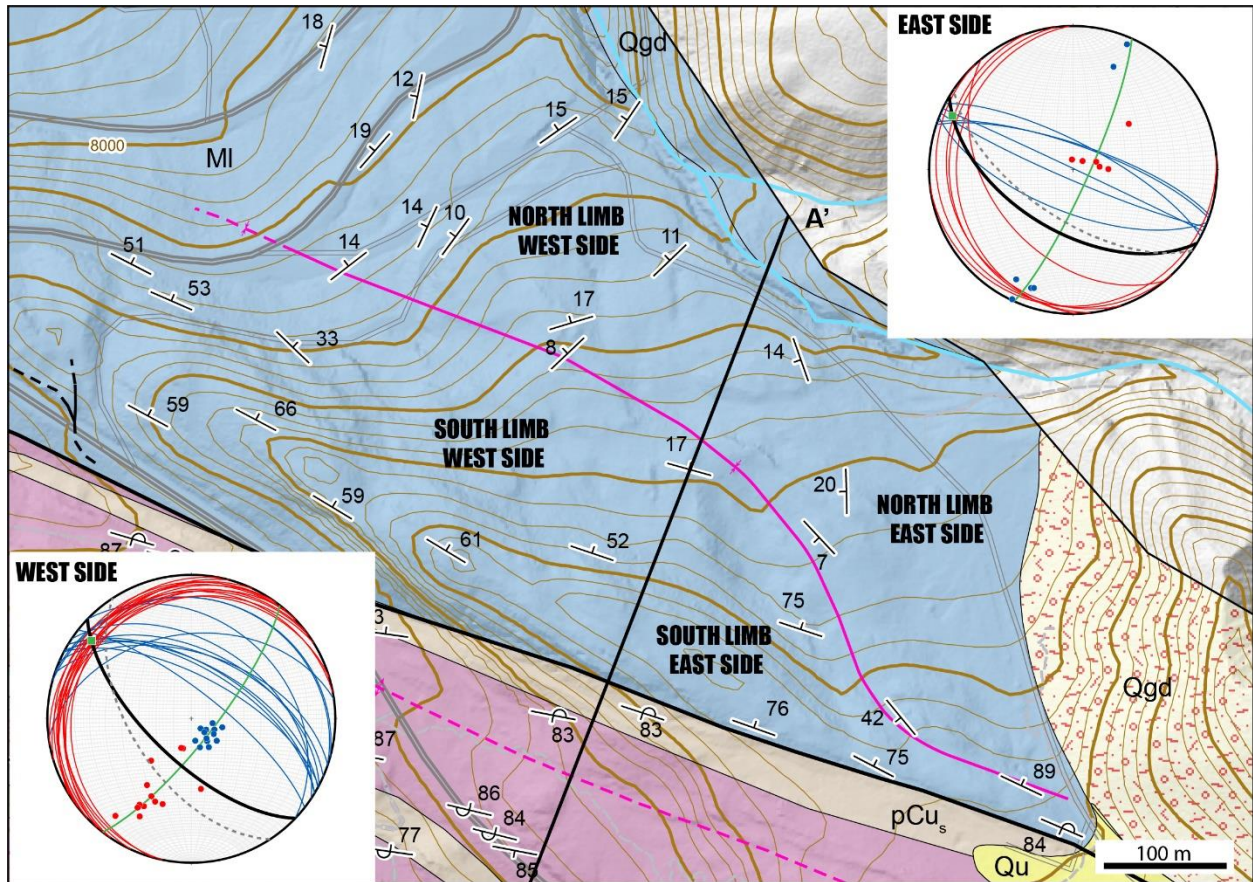 EAST SIDE
18
Qgd
12
15
15
19
8000
Ml
A'
14
10
NORTH LIMB
WEST SIDE
51
14
11
53
17
33
8
14
59
66
SOUTH LIMB
WEST SIDE
17
20
NORTH LIMB
EAST SIDE
59
61
52
7
87
WEST SIDE
75
3
SOUTH LIMB
EAST SIDE
Qgd
42
76
83
83
75
89
87
86
pCus
84
84
77
85
Qu
100 m